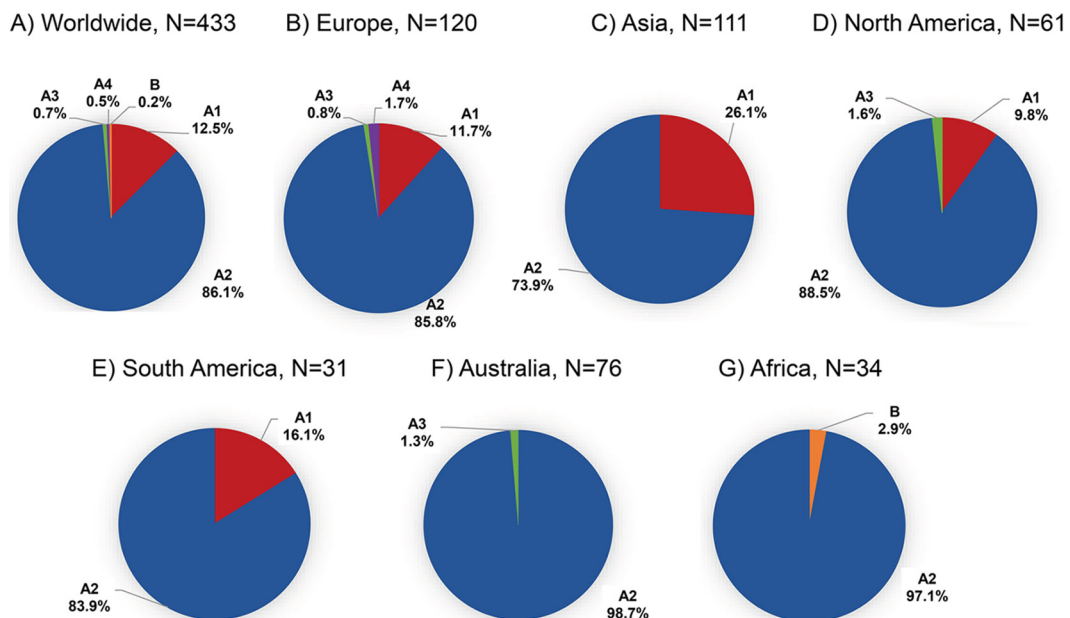 A) Worldwide, N=433
A3
0.7%
A4
0.5%
B
0.2%
A1
12.5%
A2
86.1%
B) Europe, N=120
A3
0.8%
A4
1.7%
A1
11.7%
A2
85.8%
C) Asia, N=111
A1
26.1%
A2
73.9%
D) North America, N=61
A3
1.6%
A1
9.8%
A2
88.5%
E) South America, N=31
A1
16.1%
A2
83.9%
F) Australia, N=76
A3
1.3%
A2
98.7%
G) Africa, N=34
B
2.9%
A2
97.1%